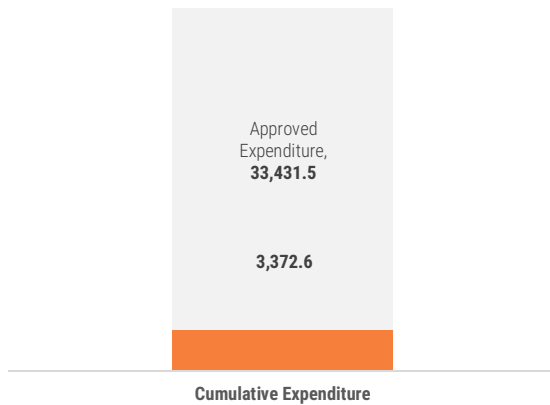 Approved
Expenditure,
33,431.5
3,372.6
Cumulative Expenditure